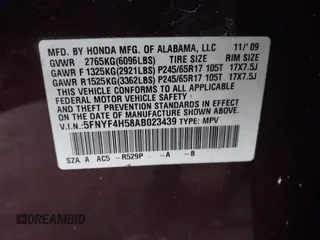 MFD. BY HONDA MFG. OF ALABAMA, LLC 11/'09
GVWR 2765KG(6096LBS) TIRE SIZE RIM SIZE
GAWR F 1325KG(2921LBS) P245/65R17 105T 17X7.5J
GAWR R 1525KG(3362LBS) P245/65R17 105T 17X7.5J
THIS VEHICLE CONFORMS TO ALL APPLICABLE
FEDERAL MOTOR VEHICLE SAFETY AND
THEFT PREVENTION STANDARDS IN EFFECT ON
THE DATE OF MANUFACTURE SHOWN ABOVE.
V.I.N.: 5FNYF4H58AB023439 TYPE: MPV
SZA A AC5 -R529P -A -B
AUTOBIDMASTER